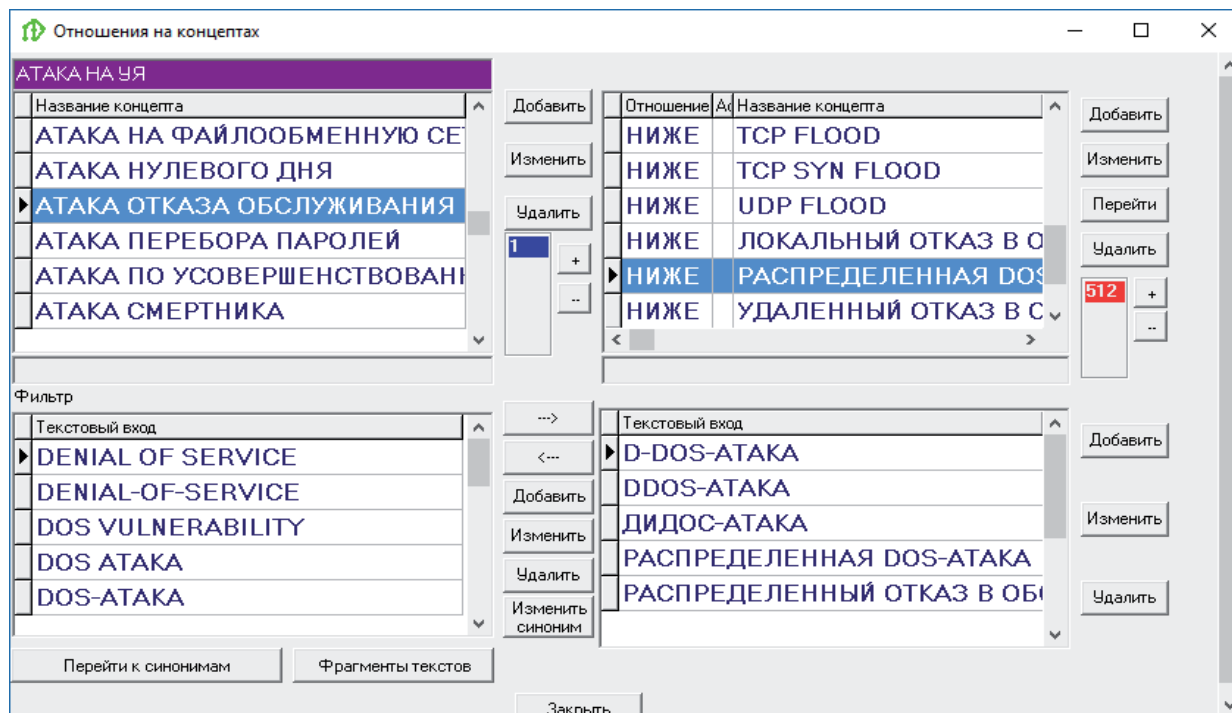 Отношения на концептах
АТАКА НА УЯ
Название концепта
АТАКА НА ФАЙЛООБМЕННУЮ СЕ
АТАКА НУЛЕВОГО ДНЯ
АТАКА ОТКАЗА ОБСЛУЖИВАНИЯ
АТАКА ПЕРЕБОРА ПАРОЛЕЙ
АТАКА ПО УСОВЕРШЕНСТВОВАН
АТАКА СМЕРТНИКА
Добавить
Изменить
Удалить
1
+
--
Отношение Ас Название концепта
НИЖЕ TCP FLOOD
НИЖЕ TCP SYN FLOOD
НИЖЕ UDP FLOOD
НИЖЕ ЛОКАЛЬНЫЙ ОТКАЗ В О
НИЖЕ РАСПРЕДЕЛЕННАЯ DOS
НИЖЕ УДАЛЕННЫЙ ОТКАЗ В О
Добавить
Изменить
Перейти
Удалить
512
+
--
Фильтр
Текстовый вход
DENIAL OF SERVICE
DENIAL-OF-SERVICE
DOS VULNERABILITY
DOS АТАКА
DOS-АТАКА
--->
<---
Добавить
Изменить
Удалить
Изменить
синоним
Текстовый вход
D-DOS-АТАКА
DDOS-АТАКА
ДИДОС-АТАКА
РАСПРЕДЕЛЕННАЯ DOS-АТАКА
РАСПРЕДЕЛЕННЫЙ ОТКАЗ В ОБ
Добавить
Изменить
Удалить
Перейти к синонимам
Фрагменты текстов
Закрыть